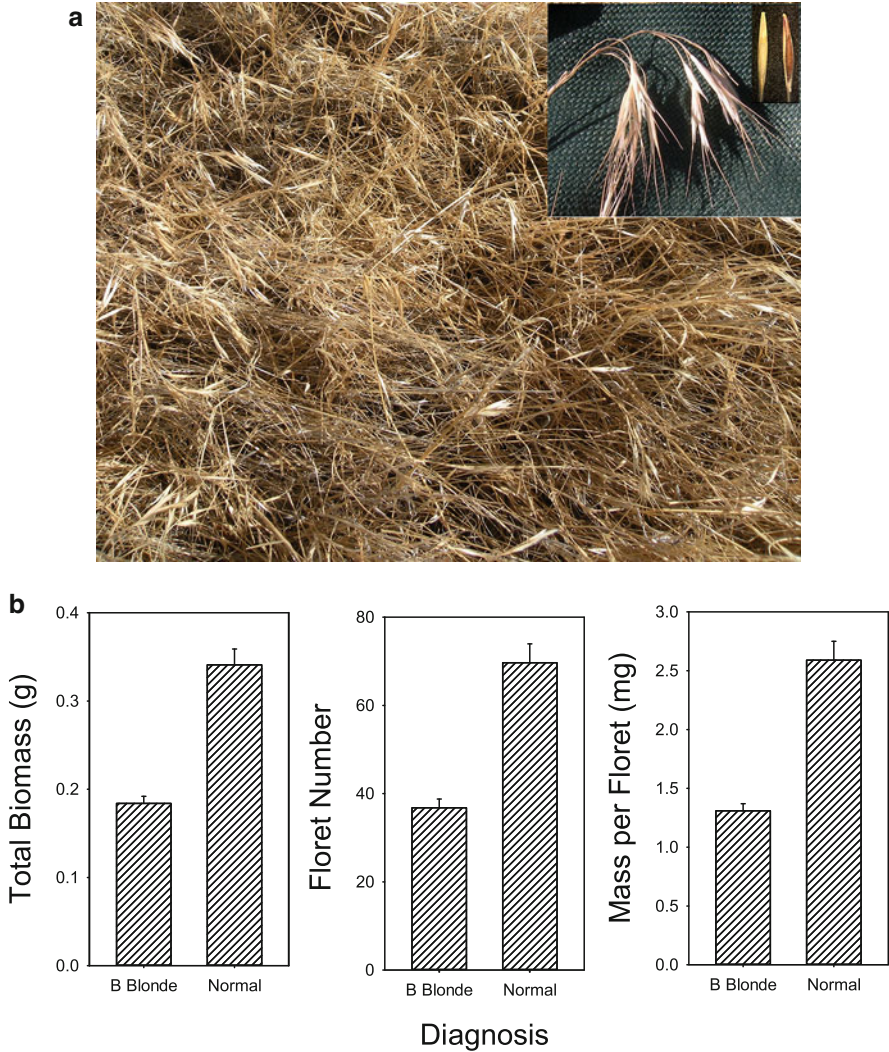 a
b
Total Biomass (g)
0.4
0.3
0.2
0.1
0.0
B Blonde Normal
Floret Number
80
60
40
20
0
B Blonde Normal
Mass per Floret (mg)
3.0
2.5
2.0
1.5
1.0
0.5
0.0
B Blonde Normal
Diagnosis